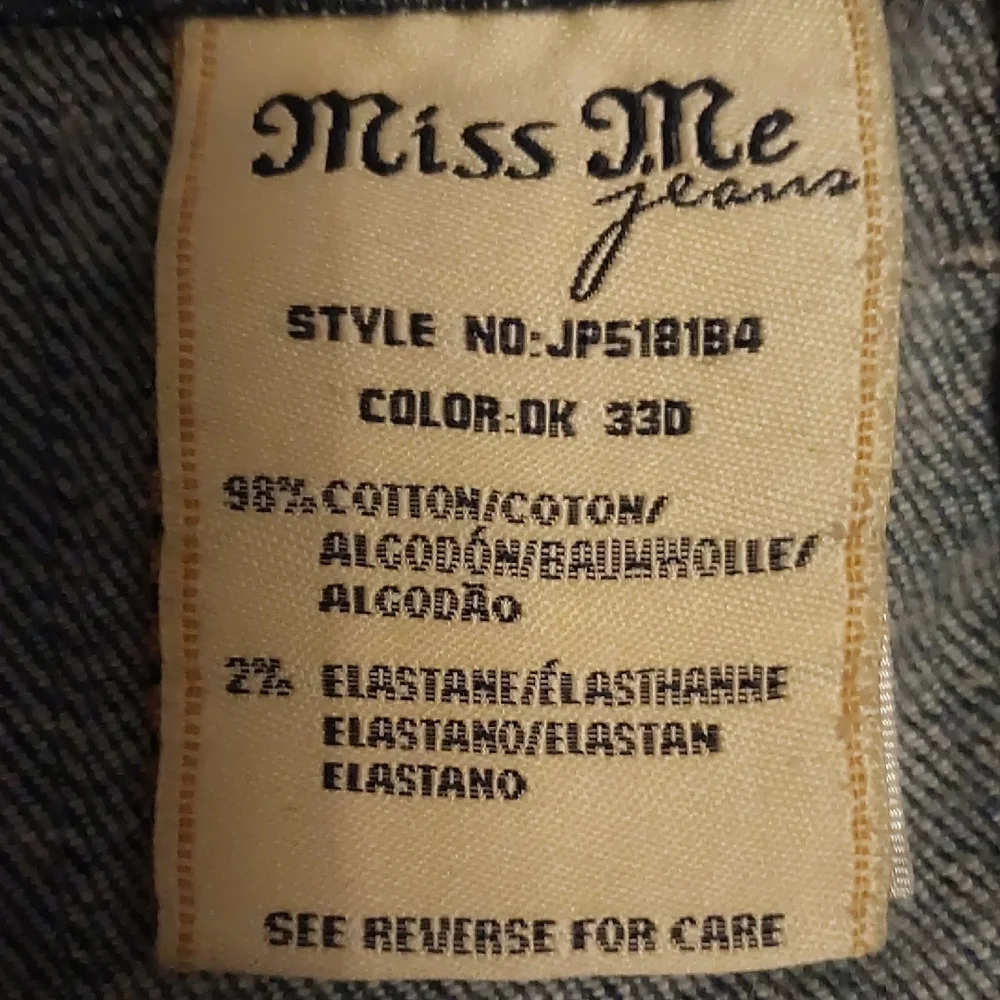 Miss Me
jeans
STYLE NO:JP5181B4
COLOR:DK 33D
98% COTTON/COTON/
ALGODÓN/BAUMWOLLE/
ALGODÃo
2% ELASTANE/ÉLASTHANNE
ELASTANO/ELASTAN
ELASTANO
SEE REVERSE FOR CARE